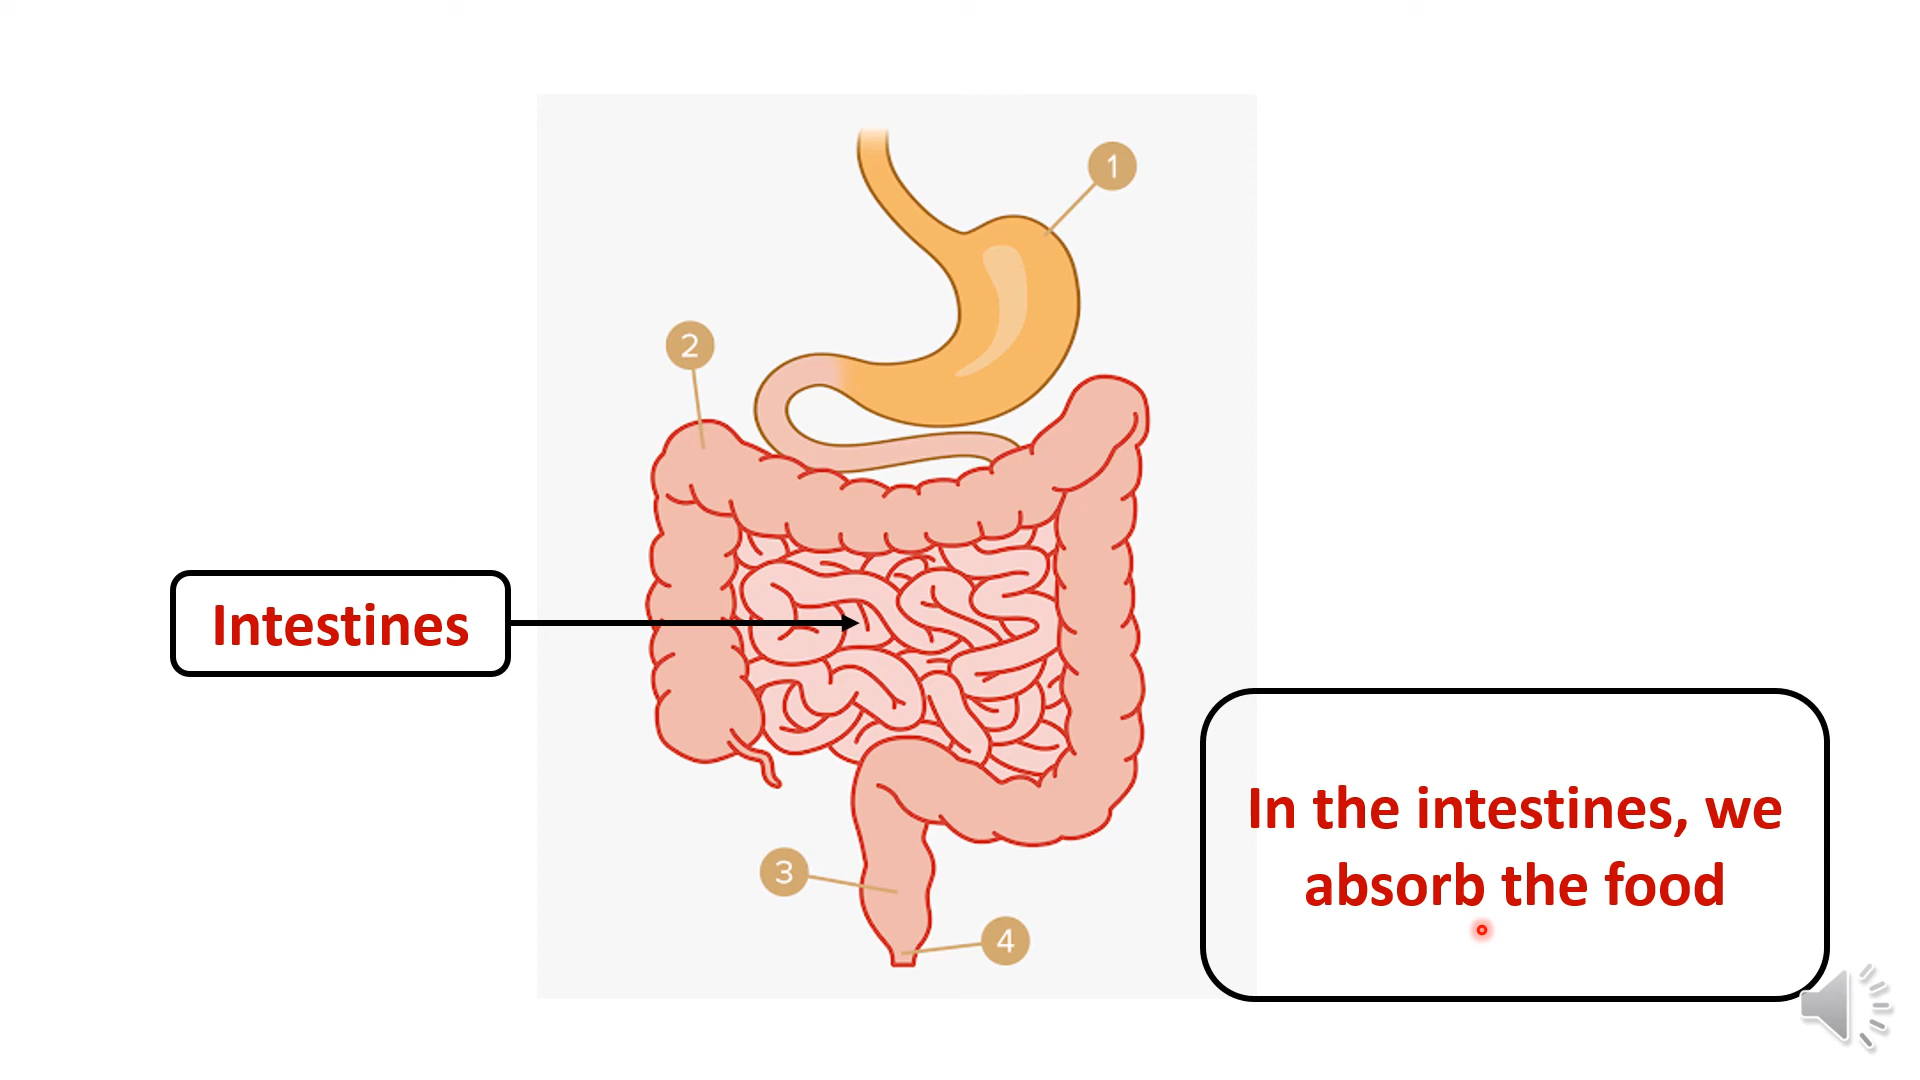 1
2
Intestines
In the intestines, we
absorb the food
3
4